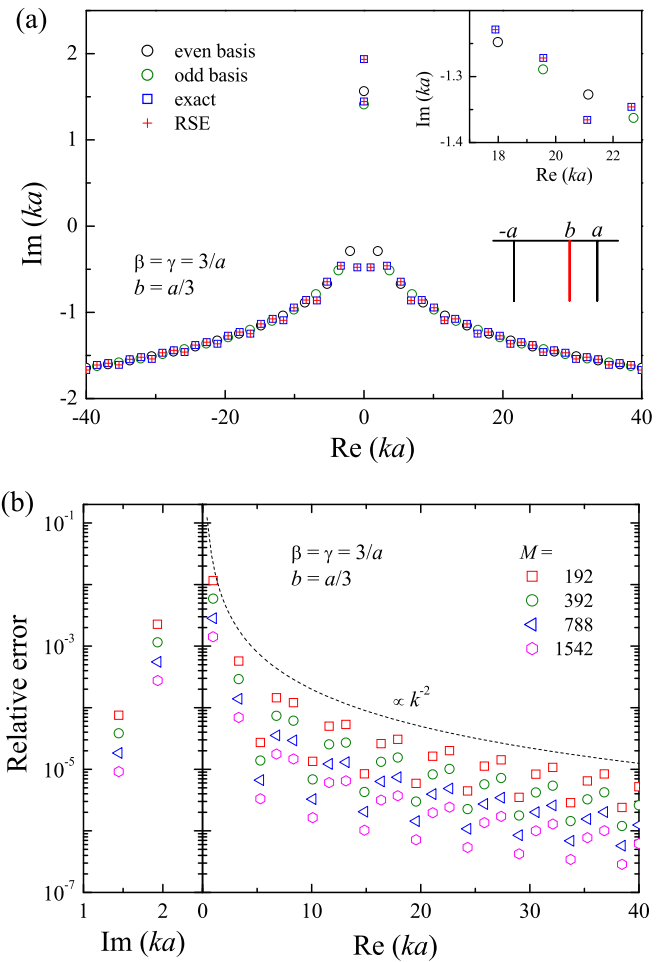 (a)
2
1
0
-1
-2
Im (ka)
even basis
odd basis
exact
RSE
β = γ = 3/a
b = a/3
-1.3
-1.4
Im (ka)
18 20 22
Re (ka)
-a b a
-40 -20 0 20 40
Re (ka)
(b)
10-1
10-3
10-5
10-7
Relative error
β = γ = 3/a
b = a/3
M =
192
392
788
1542
∝ k-2
1 2 0 10 20 30 40
Im (ka) Re (ka)